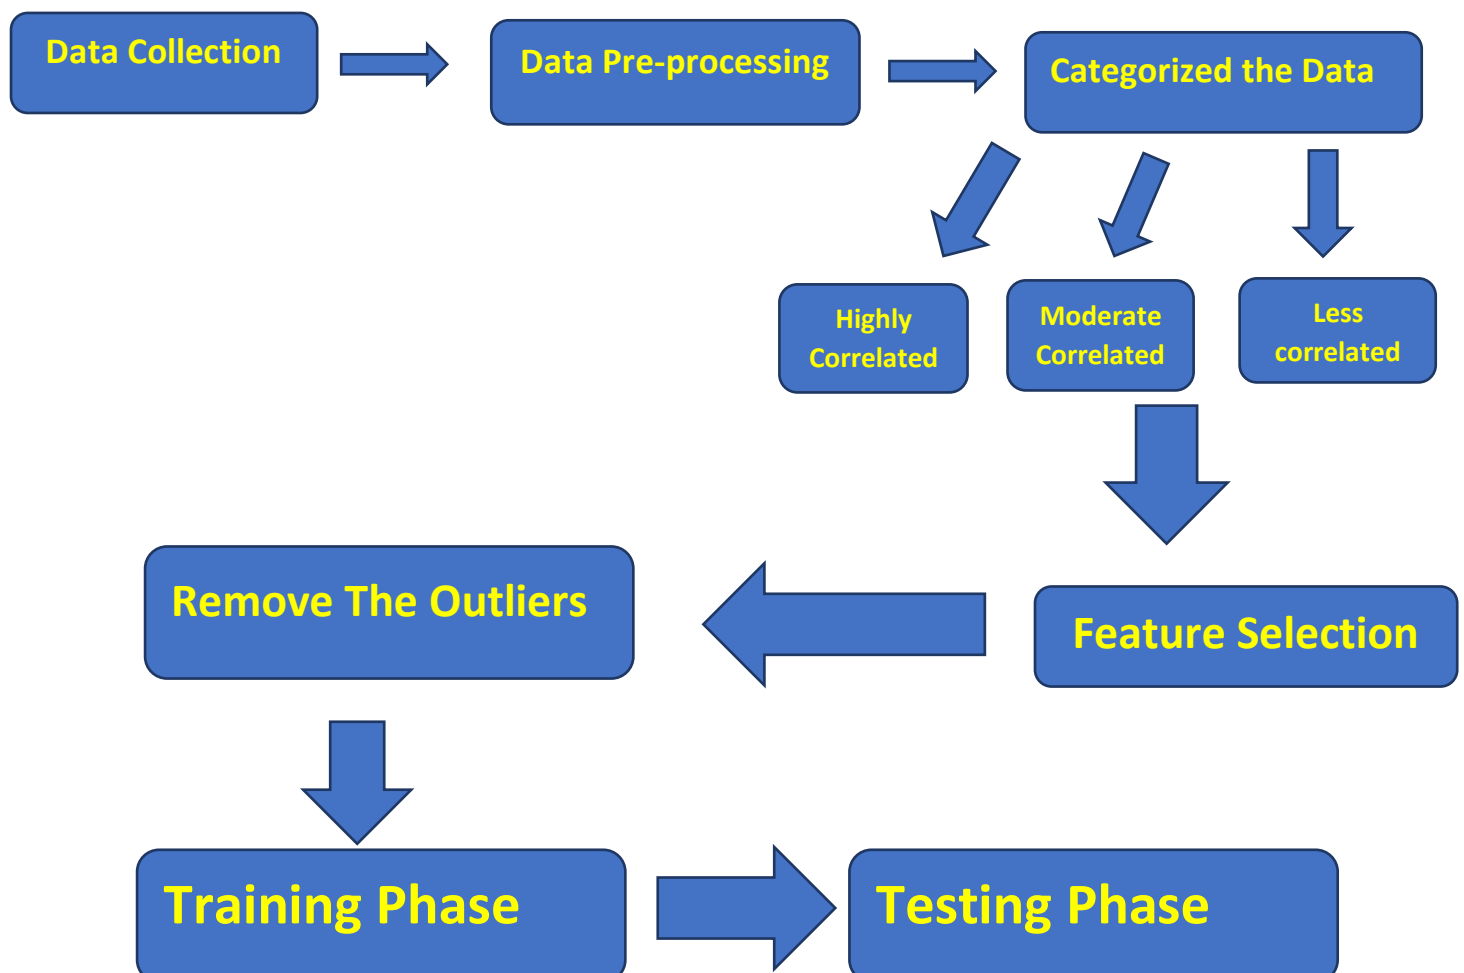 Data Collection
Data Pre-processing
Categorized the Data
Highly
Correlated
Moderate
Correlated
Less
correlated
Feature Selection
Remove The Outliers
Training Phase
Testing Phase